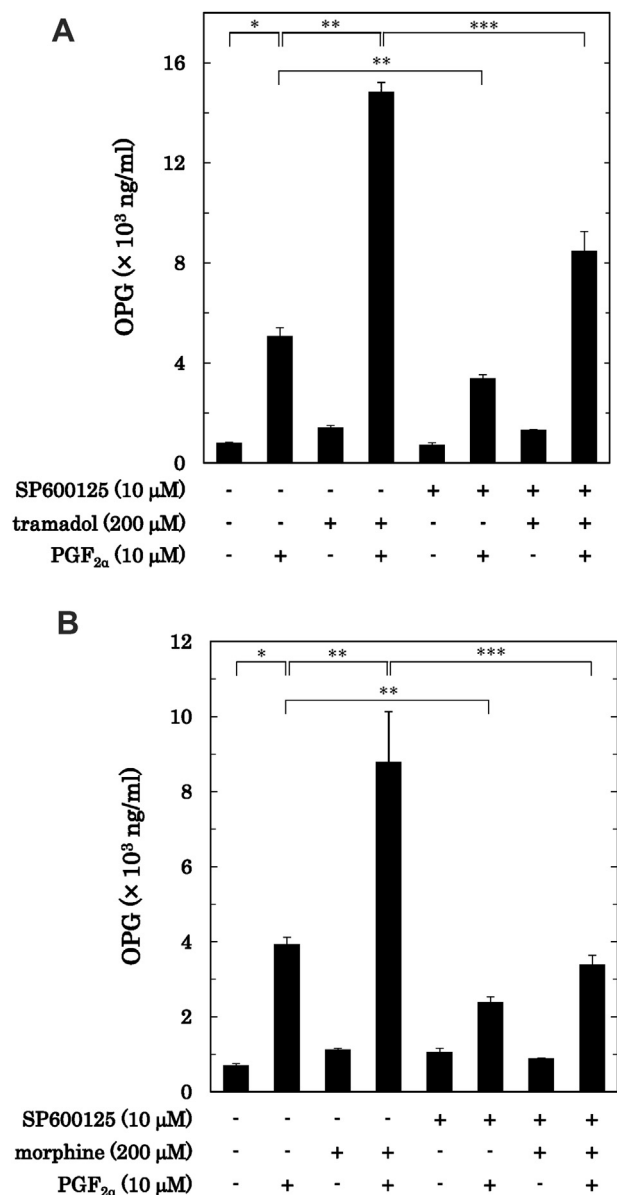 A
* ** ***
**
16
12
8
4
0
OPG (× 10³ ng/ml)
SP600125 (10 μM) - - - - + + + +
tramadol (200 μM) - - + + - - + +
PGF₂α (10 μM) - + - + - + - +
B
12
* ** ***
**
10
8
6
4
2
0
OPG (× 10³ ng/ml)
SP600125 (10 μM) - - - - + + + +
morphine (200 μM) - - + + - - + +
PGF₂α (10 μM) - + - + - + - +